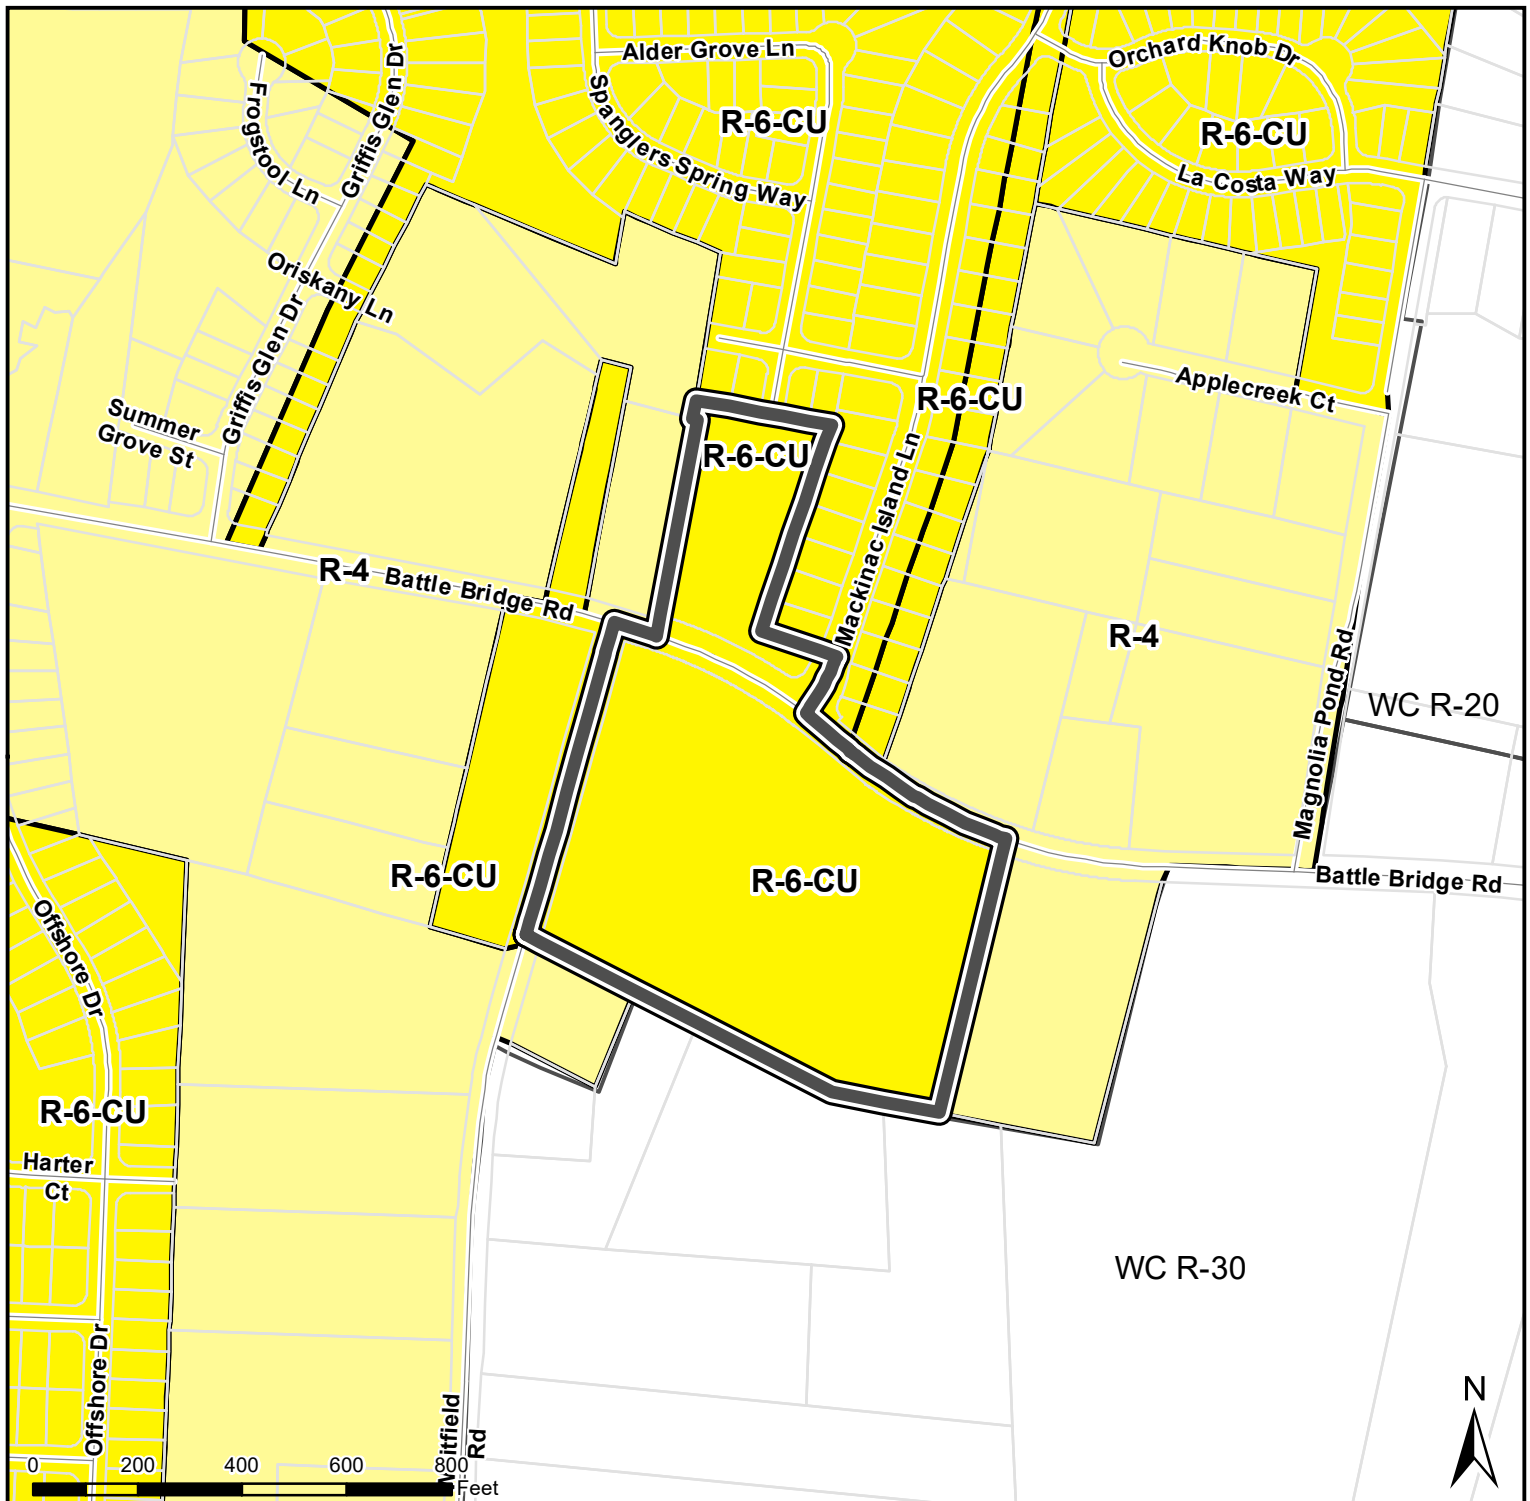 Alder Grove Ln
Orchard Knob Dr
Griffis Glen Dr
Frogstool Ln
Spanglers Spring Way
R-6-CU
R-6-CU
La Costa Way
Oriskany Ln
Griffis Glen Dr
Applecreek Ct
R-6-CU
Summer
Grove St
R-6-CU
Mackinac Island Ln
R-4
Battle Bridge Rd
R-4
WC R-20
Magnolia Pond Rd
R-6-CU
R-6-CU
Battle Bridge Rd
Offshore Dr
R-6-CU
Harter
Ct
WC R-30
Offshore Dr
Rd
N
0 200 400 600 800
Feet